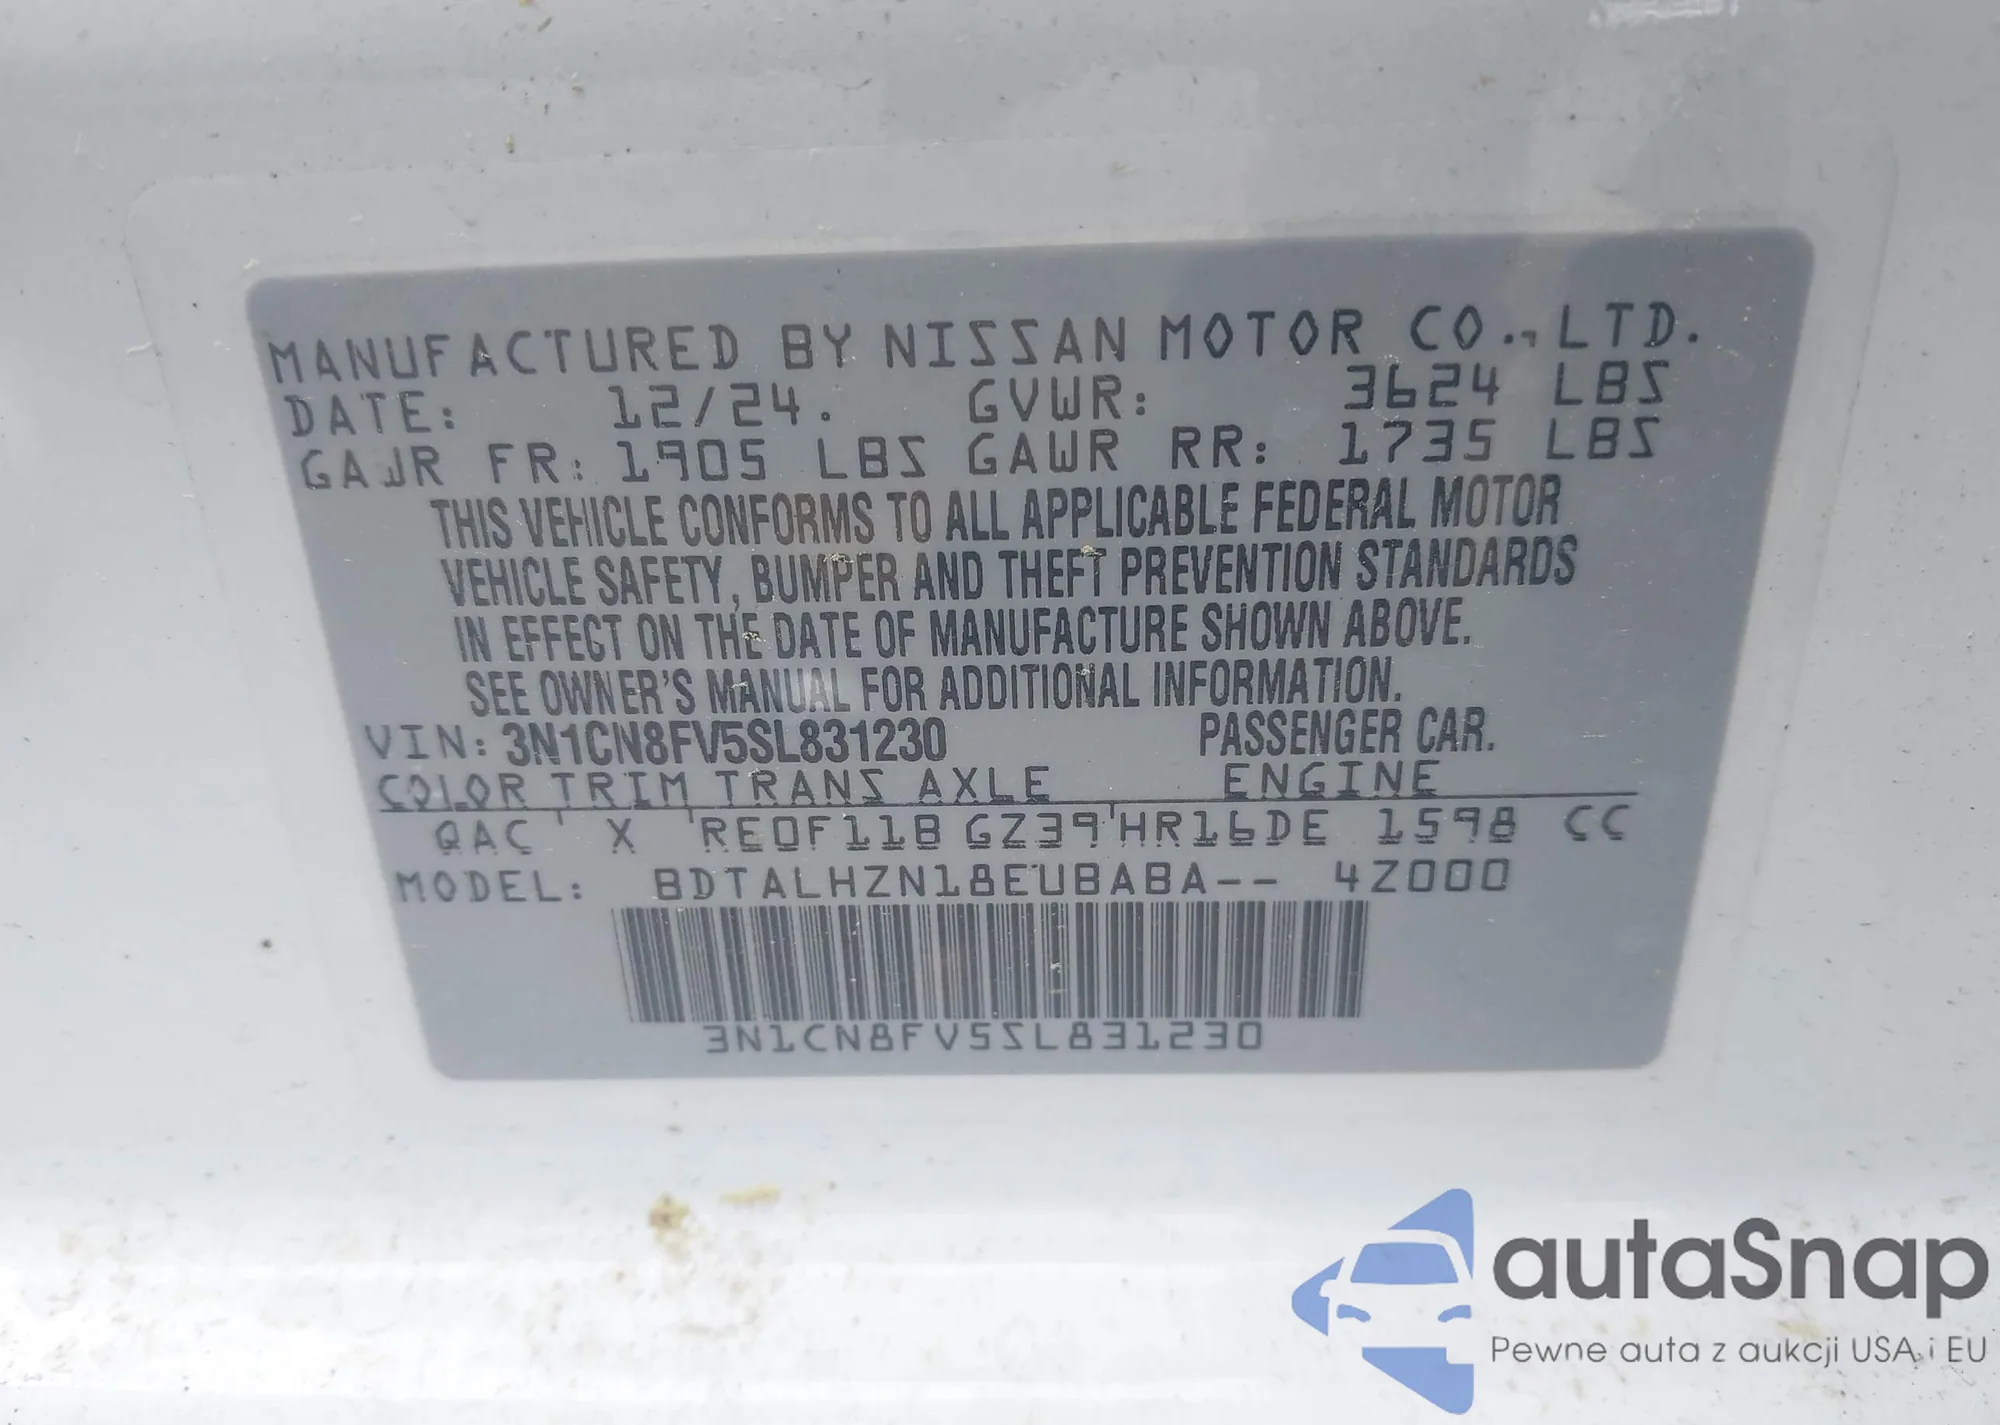 MANUFACTURED BY NISSAN MOTOR CO., LTD.
DATE: 12/24. GVWR: 3624 LBS
GAWR FR: 1905 LBS GAWR RR: 1735 LBS
THIS VEHICLE CONFORMS TO ALL APPLICABLE FEDERAL MOTOR
VEHICLE SAFETY, BUMPER AND THEFT PREVENTION STANDARDS
IN EFFECT ON THE DATE OF MANUFACTURE SHOWN ABOVE.
SEE OWNER'S MANUAL FOR ADDITIONAL INFORMATION.
VIN: 3N1CN8FV5SL831230 PASSENGER CAR.
COLOR TRIM TRANS AXLE ENGINE
QAC X RE0F11B GZ39 HR16DE 1598 CC
MODEL: BDTALHZN18EUBABA-- 4Z000
3N1CN8FV5SL831230
autaSnap
Pewne auta z aukcji USA i EU